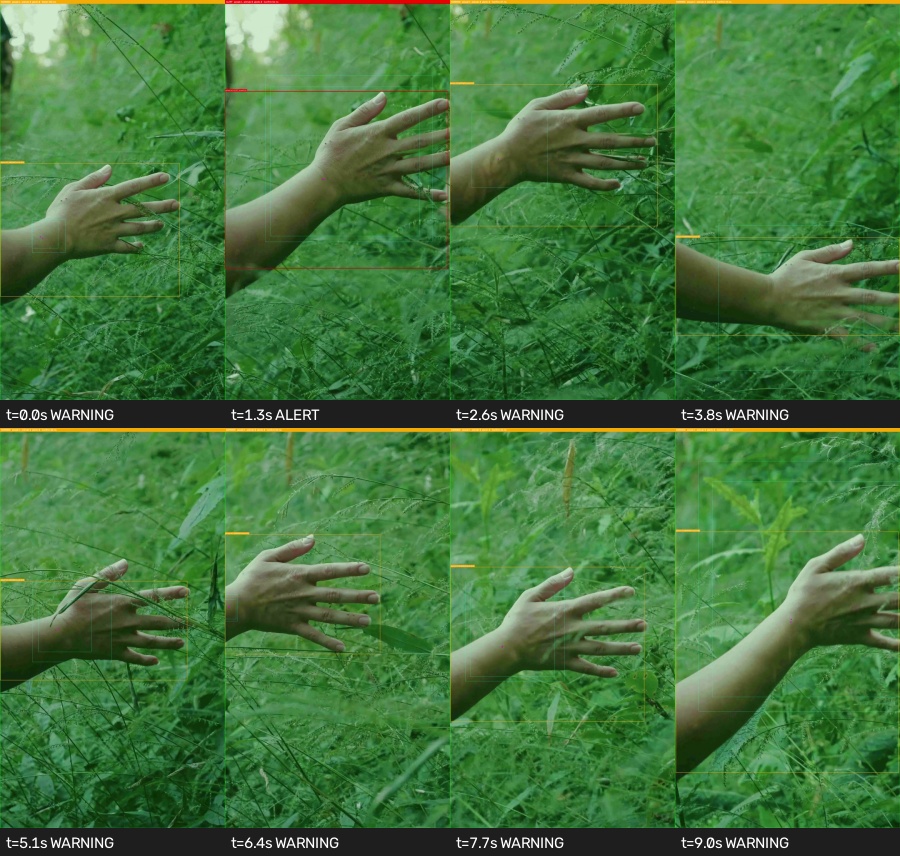 t=0.0s WARNING
t=1.3s ALERT
t=2.6s WARNING
t=3.8s WARNING
t=5.1s WARNING
t=6.4s WARNING
t=7.7s WARNING
t=9.0s WARNING